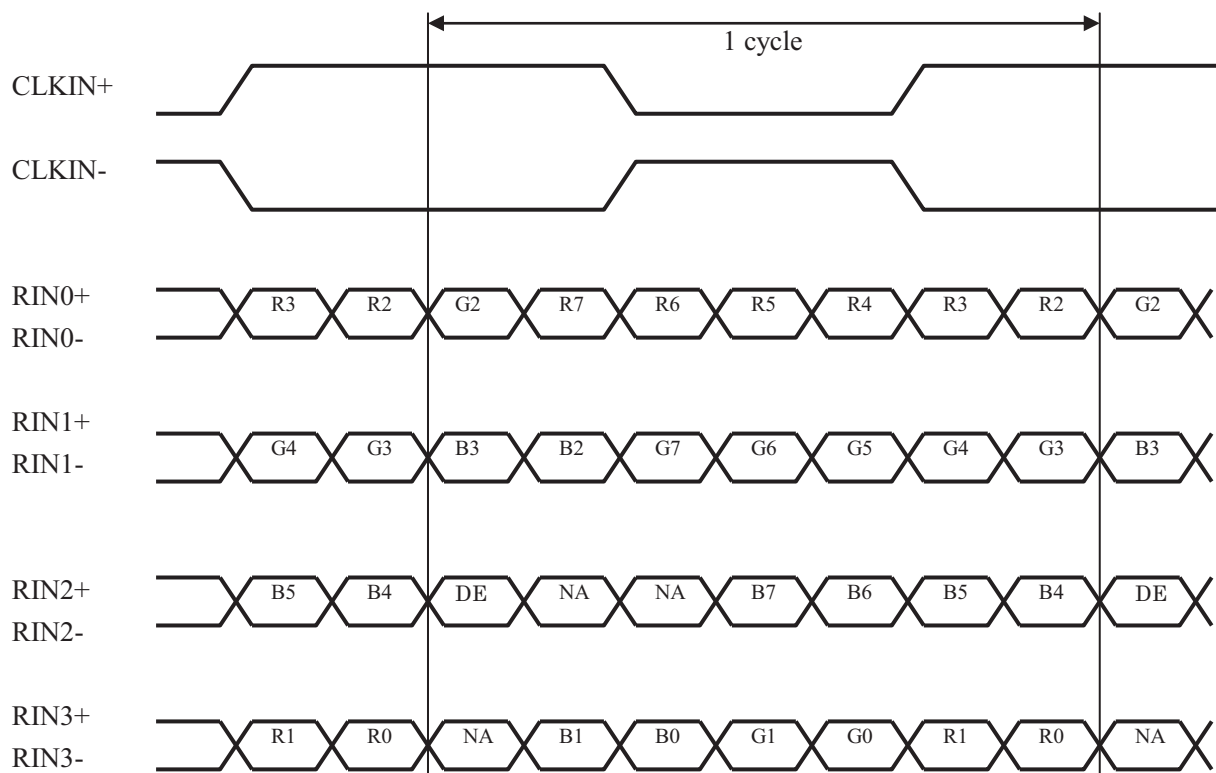 1 cycle
CLKIN+
CLKIN-
RIN0+
RIN0-
R3 R2 G2 R7 R6 R5 R4 R3 R2 G2
RIN1+
RIN1-
G4 G3 B3 B2 G7 G6 G5 G4 G3 B3
RIN2+
RIN2-
B5 B4 DE NA NA B7 B6 B5 B4 DE
RIN3+
RIN3-
R1 R0 NA B1 B0 G1 G0 R1 R0 NA